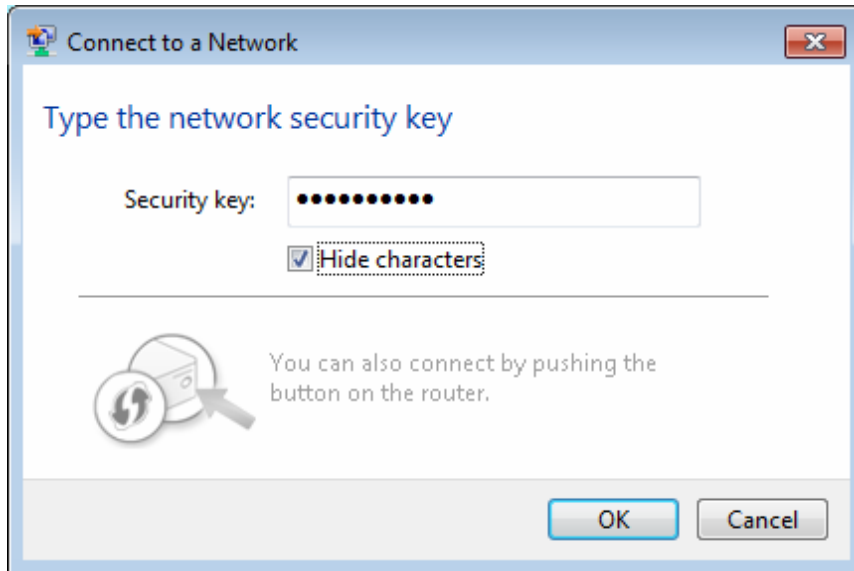 Connect to a Network
Type the network security key
Security key: ••••••••••
Hide characters
You can also connect by pushing the
button on the router.
OK Cancel